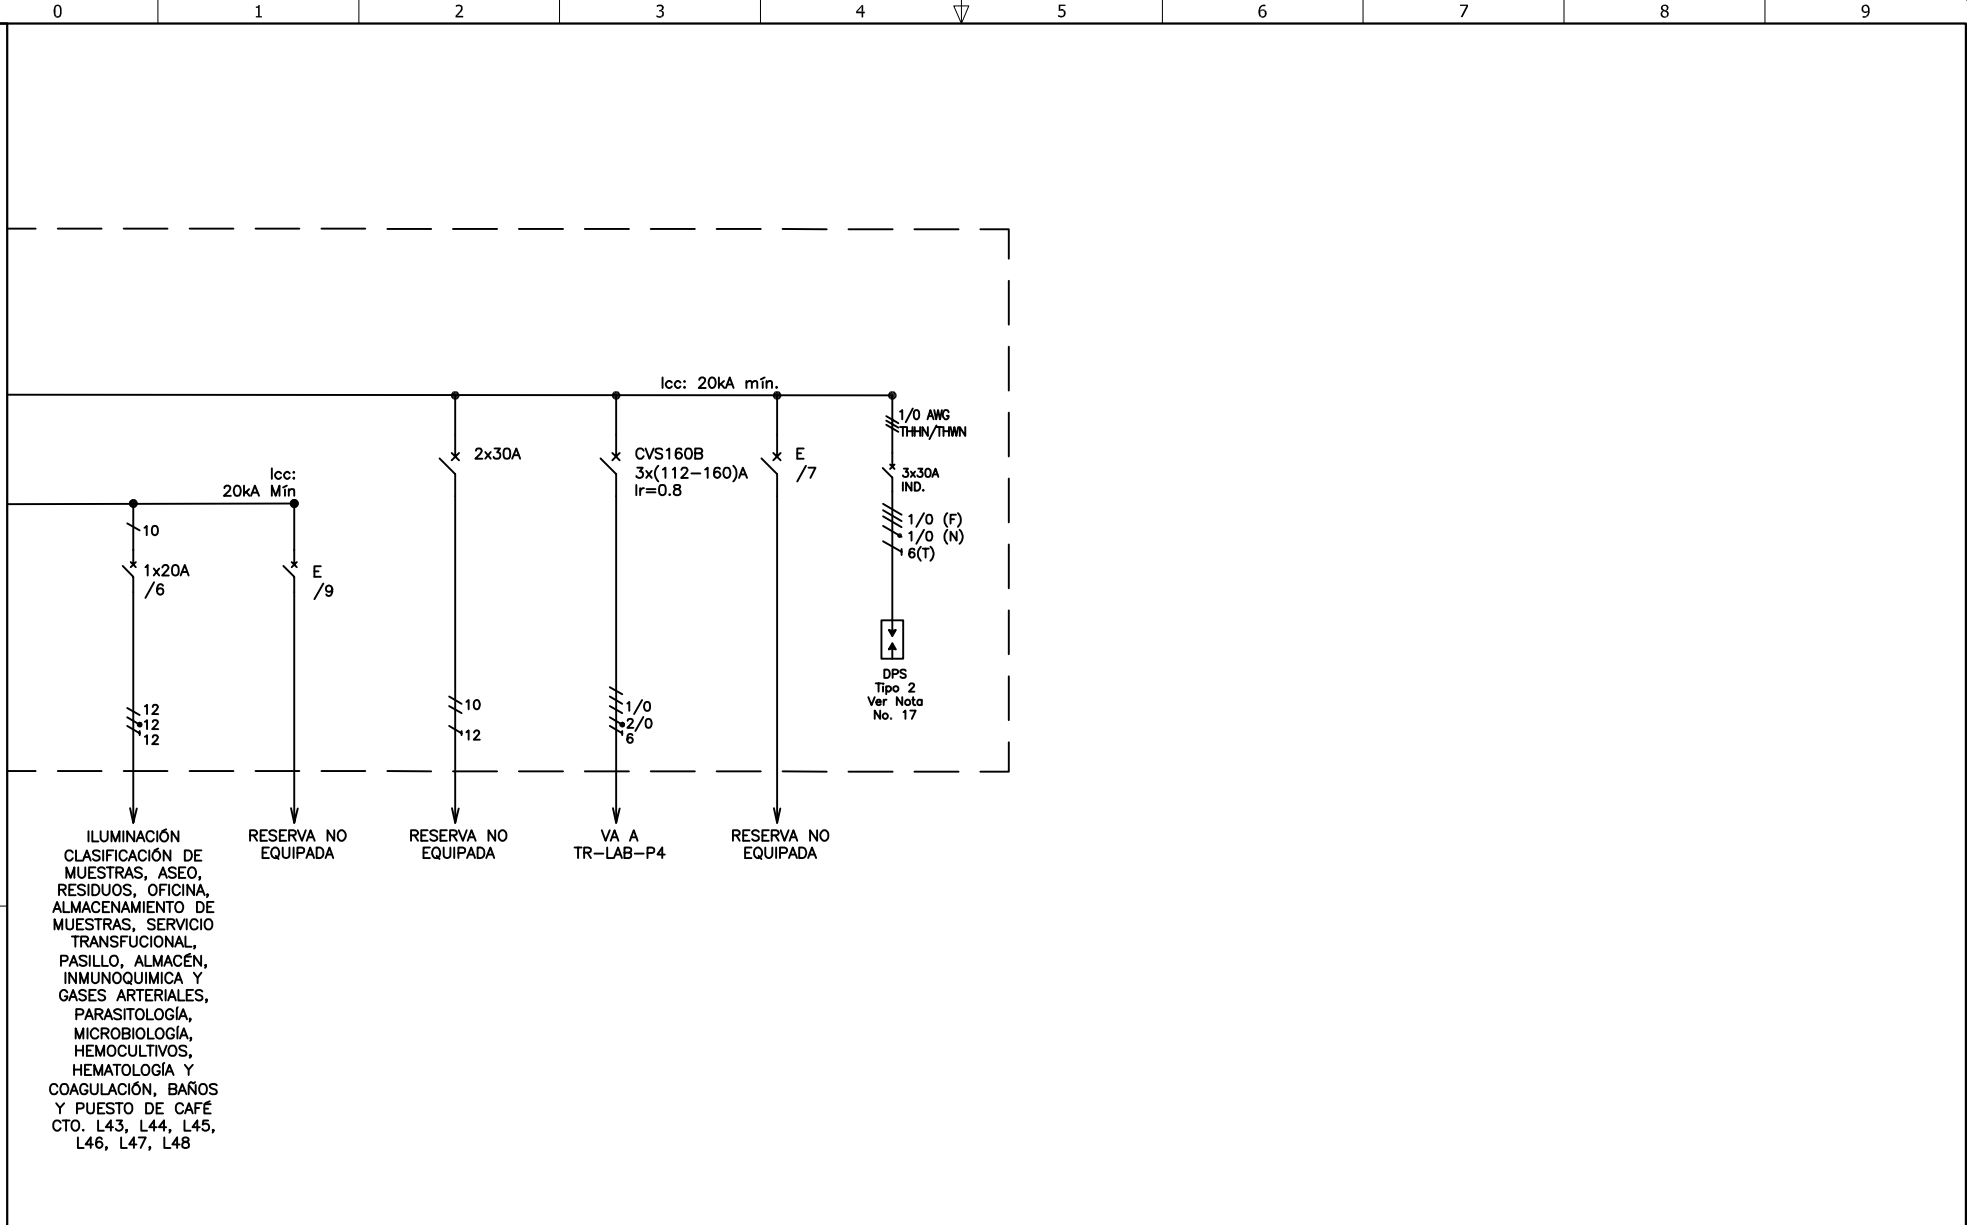 0 1 2 3 4 5 6 7 8 9
Icc: 20kA mín.
1/0 AWG
THHN/THWN
2x30A
CVS160B
3x(112-160)A
Ir=0.8
E
/7
3x30A
IND.
Icc:
20kA Mín
10
1x20A
/6
E
/9
1/0 (F)
1/0 (N)
6(T)
DPS
Tipo 2
Ver Nota
No. 17
12
12
12
10
12
1/0
2/0
6
ILUMINACIÓN
CLASIFICACIÓN DE
MUESTRAS, ASEO,
RESIDUOS, OFICINA,
ALMACENAMIENTO DE
MUESTRAS, SERVICIO
TRANSFUCIONAL,
PASILLO, ALMACÉN,
INMUNOQUIMICA Y
GASES ARTERIALES,
PARASITOLOGÍA,
MICROBIOLOGÍA,
HEMOCULTIVOS,
HEMATOLOGÍA Y
COAGULACIÓN, BAÑOS
Y PUESTO DE CAFÉ
CTO. L43, L44, L45,
L46, L47, L48
RESERVA NO
EQUIPADA
RESERVA NO
EQUIPADA
VA A
TR-LAB-P4
RESERVA NO
EQUIPADA